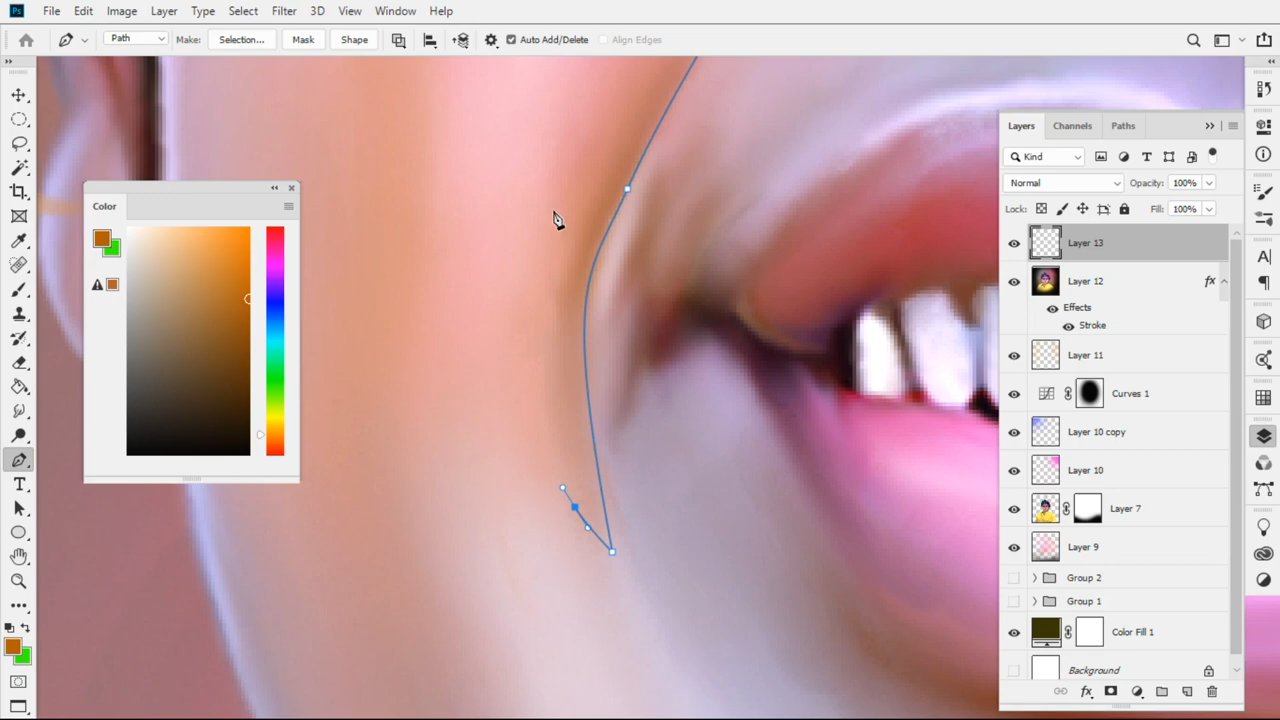 Ps File Edit Image Layer Type Select Filter 3D View Window Help
Path Make: Selection... Mask Shape Auto Add/Delete Align Edges
Color
Layers Channels Paths
Kind
Normal Opacity: 100%
Lock: Fill: 100%
Layer 13
Layer 12 fx
Effects
Stroke
Layer 11
Curves 1
Layer 10 copy
Layer 10
Layer 7
Layer 9
Group 2
Group 1
Color Fill 1
Background
fx